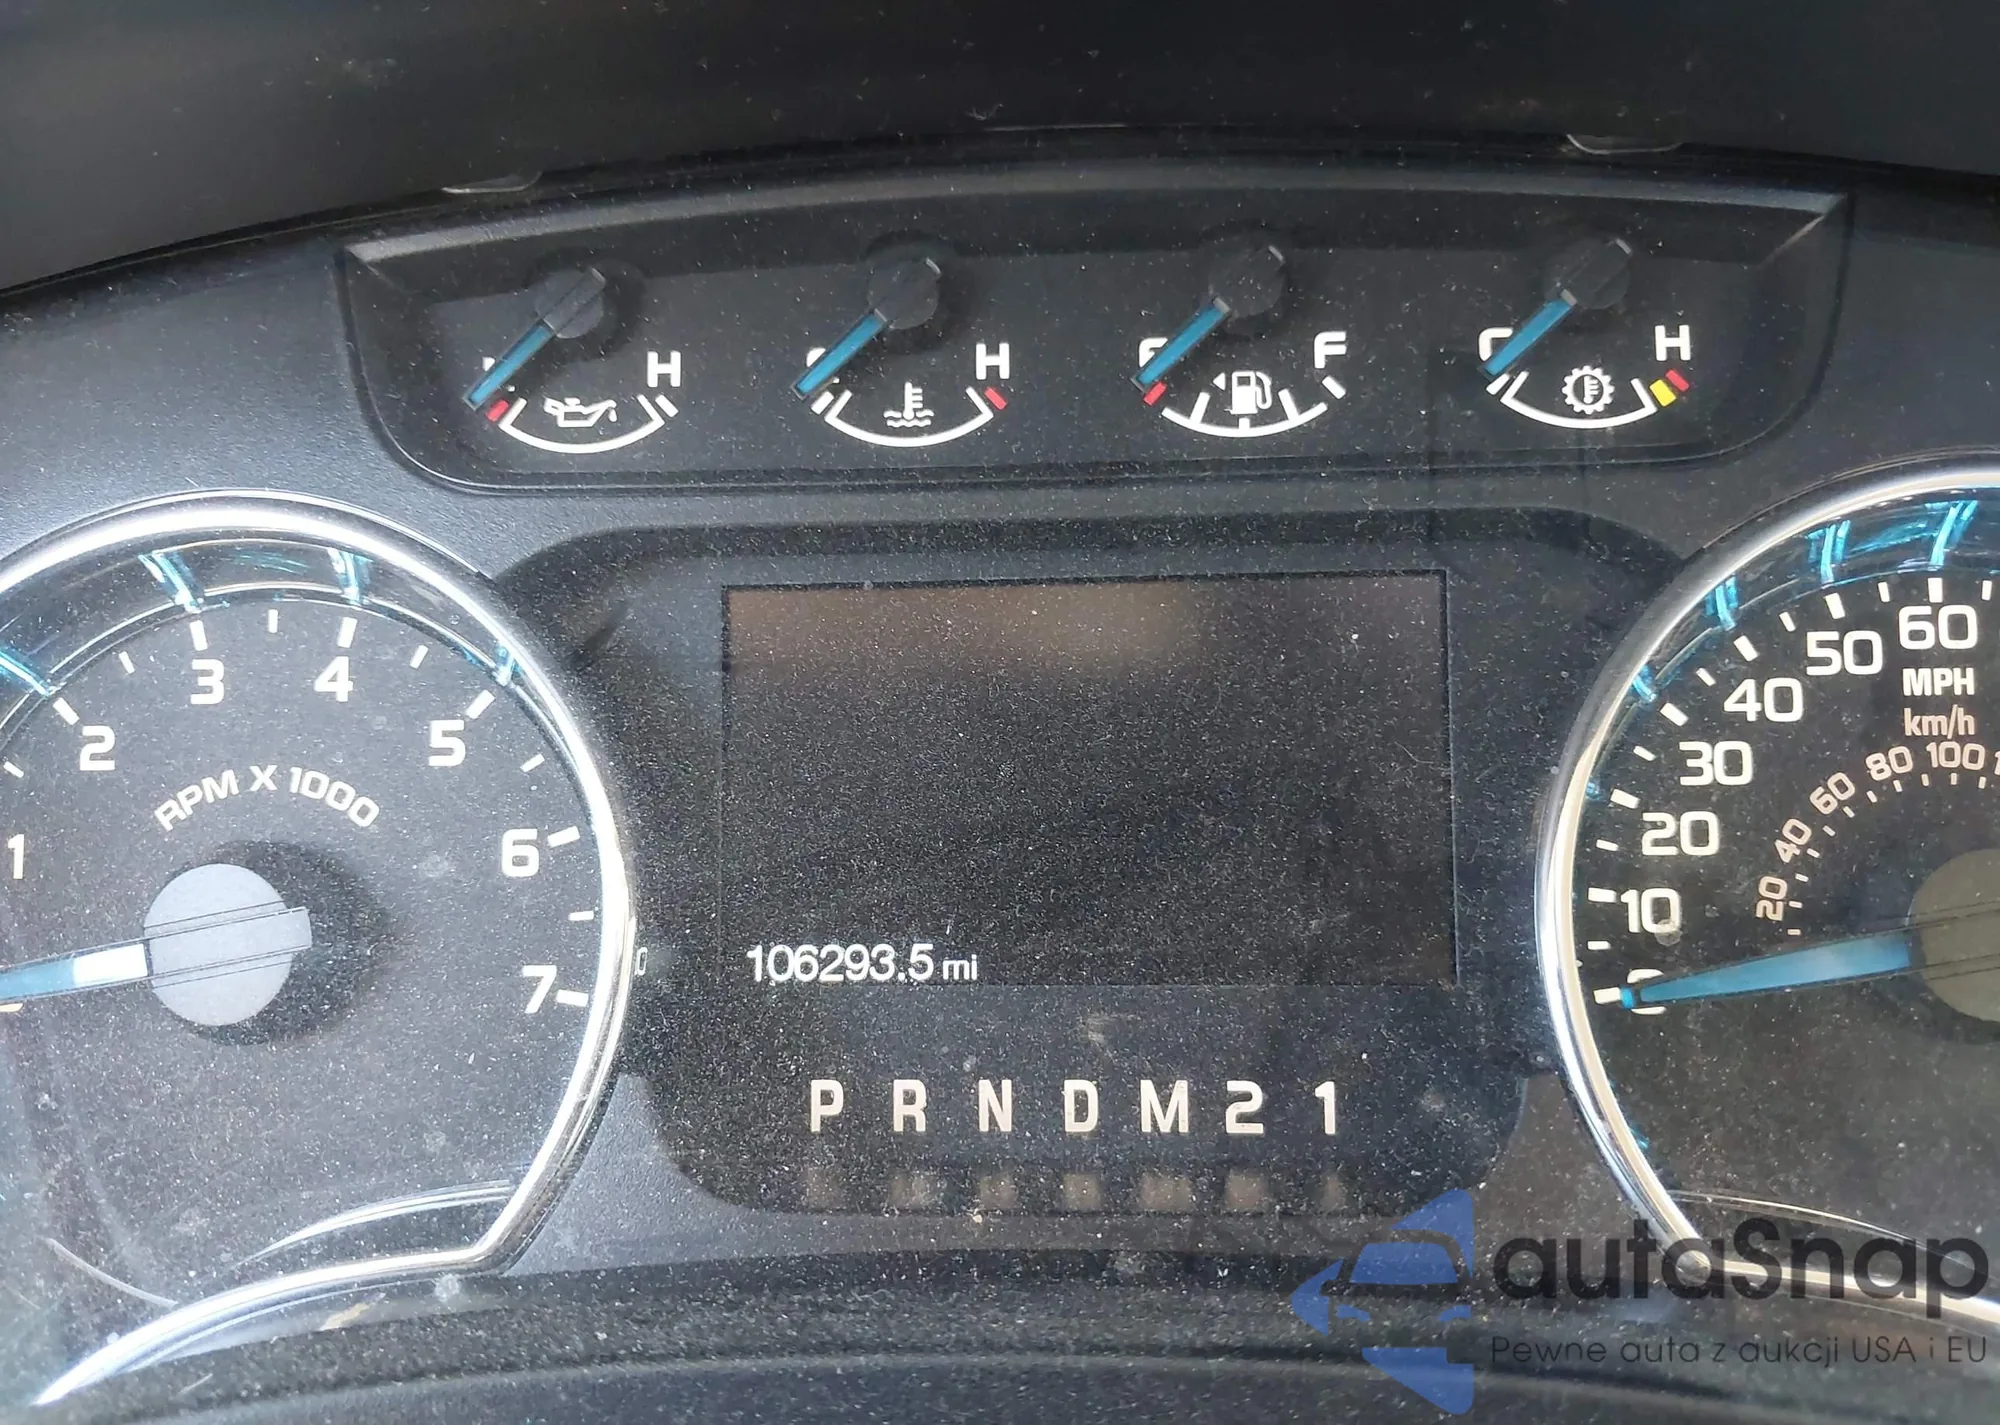 H H F H
3 4
2 5
RPM X 1000
1 6
7
50 60
MPH
km/h
40
30
20
10
20 40 60 80 100
106293.5 mi
P R N D M 2 1
autaSnap
Pewne auta z aukcji USA i EU